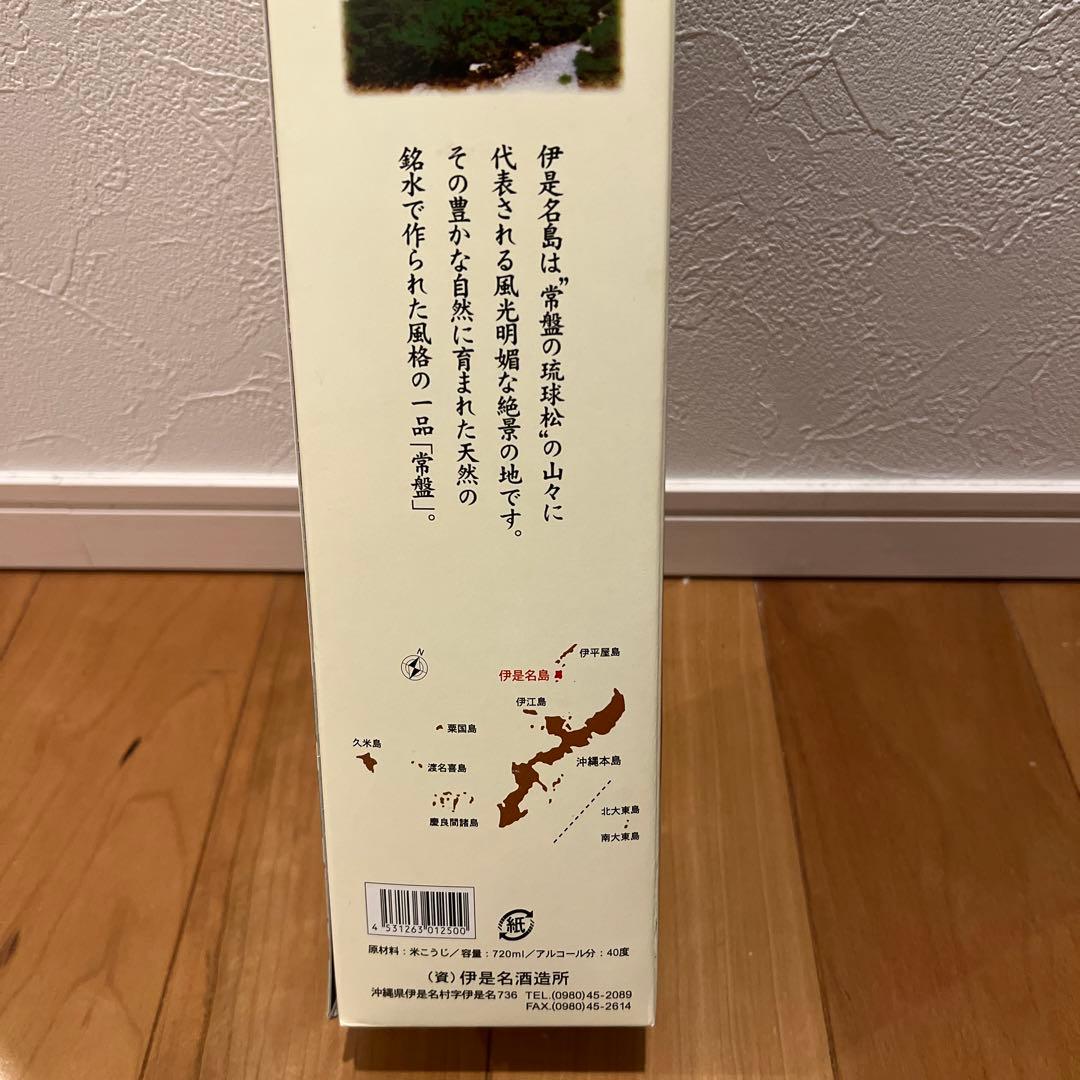 伊是名島は“常盤の琉球松”の山々に
代表される風光明媚な絶景の地です。
その豊かな自然に育まれた天然の
銘水で作られた風格の一品「常盤」。
N
伊平屋島
伊是名島
伊江島
粟国島
久米島
渡名喜島
沖縄本島
慶良間諸島
北大東島
南大東島
4 531263 012500
紙
原材料：米こうじ／容量：720ml／アルコール分：40度
（資）伊是名酒造所
沖縄県伊是名村字伊是名736 TEL.(0980)45-2089
FAX.(0980)45-2614